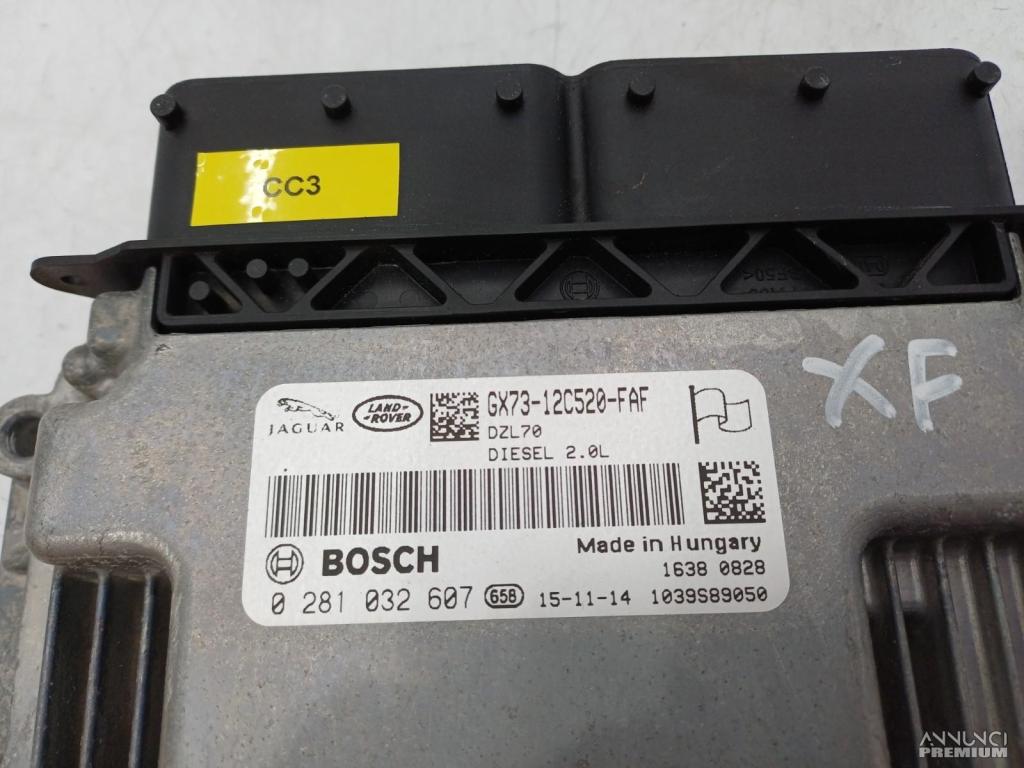 CC3
XF
JAGUAR
LAND-
ROVER
GX73-12C520-FAF
DZL70
DIESEL 2.0L
BOSCH
Made in Hungary
1638 0828
0 281 032 607 658 15-11-14 1039S89050
ANNUNCI
PREMIUM